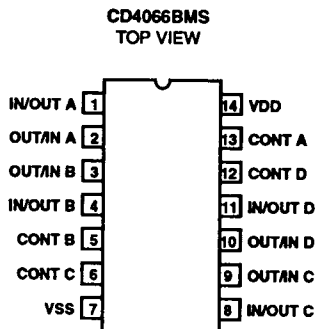 CD4066BMS
TOP VIEW
IN/OUT A 1 14 VDD
OUT/IN A 2 13 CONT A
OUT/IN B 3 12 CONT D
IN/OUT B 4 11 IN/OUT D
CONT B 5 10 OUT/IN D
CONT C 6 9 OUT/IN C
VSS 7 8 IN/OUT C